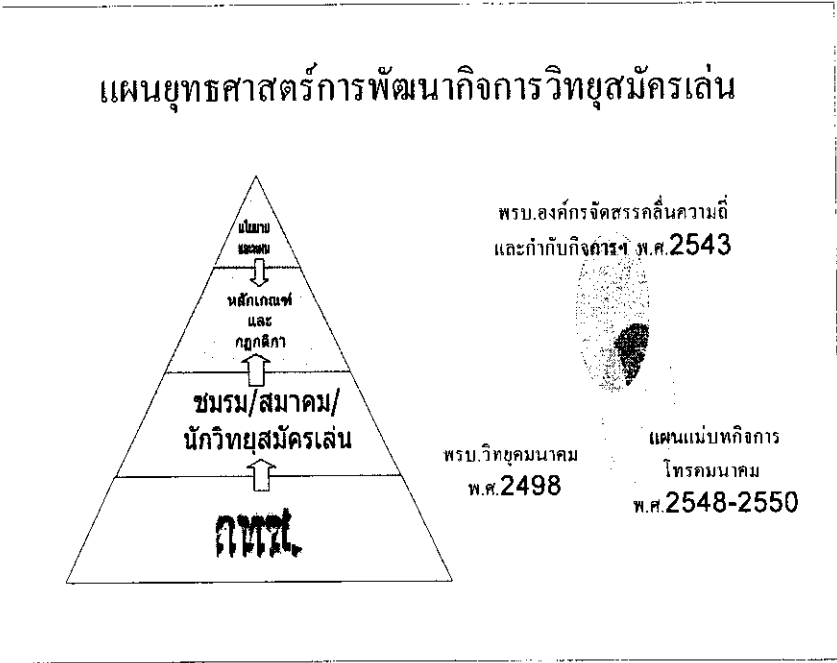 แผนยุทธศาสตร์การพัฒนากิจการวิทยุสมัครเล่น
นโยบาย
และแผน
หลักเกณฑ์
และ
กฎกติกา
ชมรม/สมาคม/
นักวิทยุสมัครเล่น
กทช.
พรบ.องค์กรจัดสรรคลื่นความถี่
และกำกับกิจการฯ พ.ศ.2543
พรบ.วิทยุคมนาคม
พ.ศ.2498
แผนแม่บทกิจการ
โทรคมนาคม
พ.ศ.2548-2550